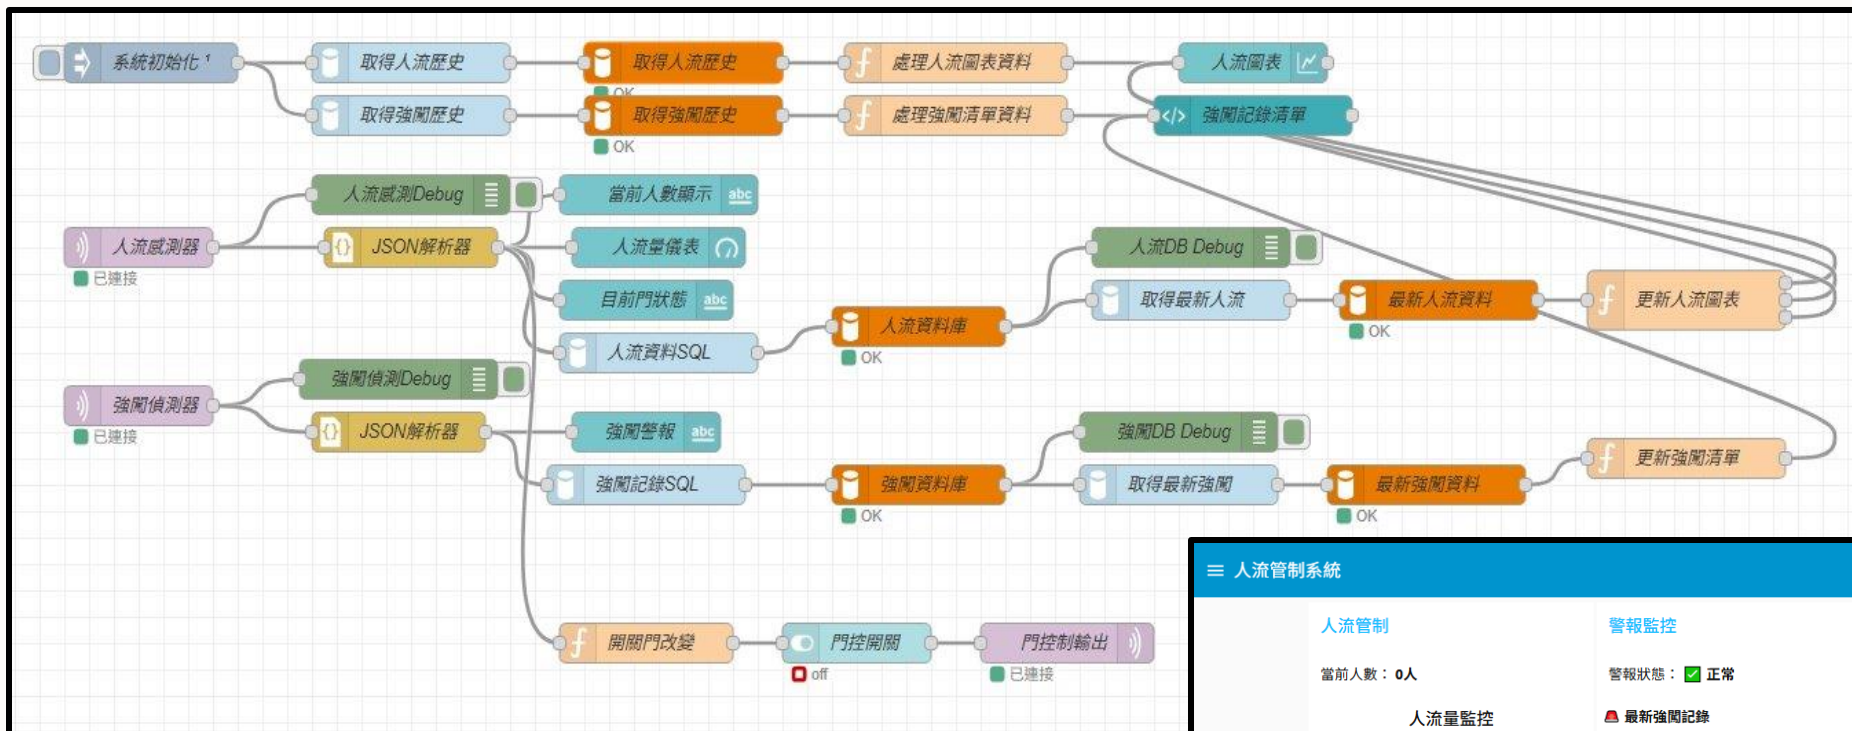 系統初始化 ¹
取得人流歷史
取得人流歷史
OK
處理人流圖表資料
人流圖表
取得強闖歷史
取得強闖歷史
OK
處理強闖清單資料
</> 強闖記錄清單
人流感測Debug
當前人數顯示 abc
人流感測器
已連接
{} JSON解析器
人流量儀表
人流DB Debug
目前門狀態 abc
取得最新人流
最新人流資料
OK
更新人流圖表
人流資料庫
OK
人流資料SQL
強闖偵測Debug
強闖偵測器
已連接
{} JSON解析器
強闖警報 abc
強闖DB Debug
更新強闖清單
強闖記錄SQL
強闖資料庫
OK
取得最新強闖
最新強闖資料
OK
開關門改變
門控開關
off
門控制輸出
已連接
人流管制系統
人流管制
警報監控
當前人數：0人
警報狀態：✅ 正常
人流量監控
🚨 最新強闖記錄